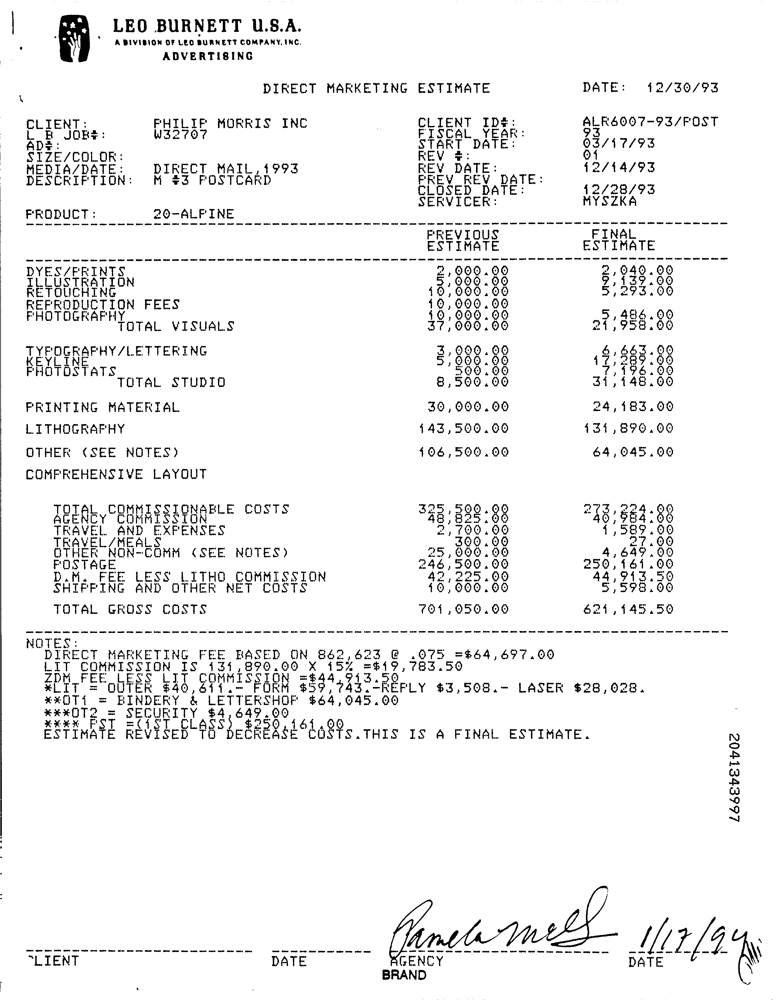 LEO BURNETT U.S.A.
A DIVISION OF LEO BURNETT COMPANY, INC.
ADVERTISING
DIRECT MARKETING ESTIMATE DATE: 12/30/93
CLIENT: PHILIP MORRIS INC CLIENT ID#: ALR6007-93/POST
L B JOB#: W32707 FISCAL YEAR: 93
AD#: START DATE: 03/17/93
SIZE/COLOR: REV #: 01
MEDIA/DATE: DIRECT MAIL,1993 REV DATE: 12/14/93
DESCRIPTION: M #3 POSTCARD PREV REV DATE:
CLOSED DATE: 12/28/93
SERVICER: MYSZKA
PRODUCT: 20-ALPINE
PREVIOUS FINAL
ESTIMATE ESTIMATE
DYES/PRINTS 2,000.00 2,040.00
ILLUSTRATION 5,000.00 9,139.00
RETOUCHING 10,000.00 5,293.00
REPRODUCTION FEES 10,000.00
PHOTOGRAPHY 10,000.00 5,486.00
TOTAL VISUALS 37,000.00 21,958.00
TYPOGRAPHY/LETTERING 3,000.00 6,663.00
KEYLINE 5,000.00 17,289.00
PHOTOSTATS 500.00 7,196.00
TOTAL STUDIO 8,500.00 31,148.00
PRINTING MATERIAL 30,000.00 24,183.00
LITHOGRAPHY 143,500.00 131,890.00
OTHER (SEE NOTES) 106,500.00 64,045.00
COMPREHENSIVE LAYOUT
TOTAL COMMISSIONABLE COSTS 325,500.00 273,224.00
AGENCY COMMISSION 48,825.00 40,984.00
TRAVEL AND EXPENSES 2,700.00 1,589.00
TRAVEL/MEALS 300.00 27.00
OTHER NON-COMM (SEE NOTES) 25,000.00 4,649.00
POSTAGE 246,500.00 250,161.00
D.M. FEE LESS LITHO COMMISSION 42,225.00 44,913.50
SHIPPING AND OTHER NET COSTS 10,000.00 5,598.00
TOTAL GROSS COSTS 701,050.00 621,145.50
NOTES:
DIRECT MARKETING FEE BASED ON 862,623 @ .075 =$64,697.00
LIT COMMISSION IS 131,890.00 X 15% =$19,783.50
ZDM FEE LESS LIT COMMISSION =$44,913.50
*LIT = OUTER $40,611.- FORM $59,743.-REPLY $3,508.- LASER $28,028.
**OT1 = BINDERY & LETTERSHOP $64,045.00
***OT2 = SECURITY $4,649.00
**** PST =(1ST CLASS) $250,161.00
ESTIMATE REVISED TO DECREASE COSTS.THIS IS A FINAL ESTIMATE.
2041343997
1/17/94
CLIENT DATE AGENCY DATE
BRAND